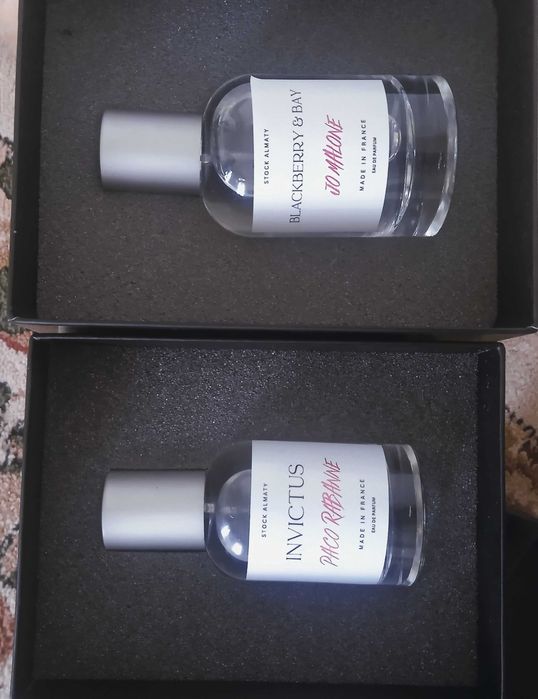 STOCK ALMATY
BLACKBERRY & BAY
JO MALONE
MADE IN FRANCE
EAU DE PARFUM
STOCK ALMATY
INVICTUS
PACO RABANNE
MADE IN FRANCE
EAU DE PARFUM